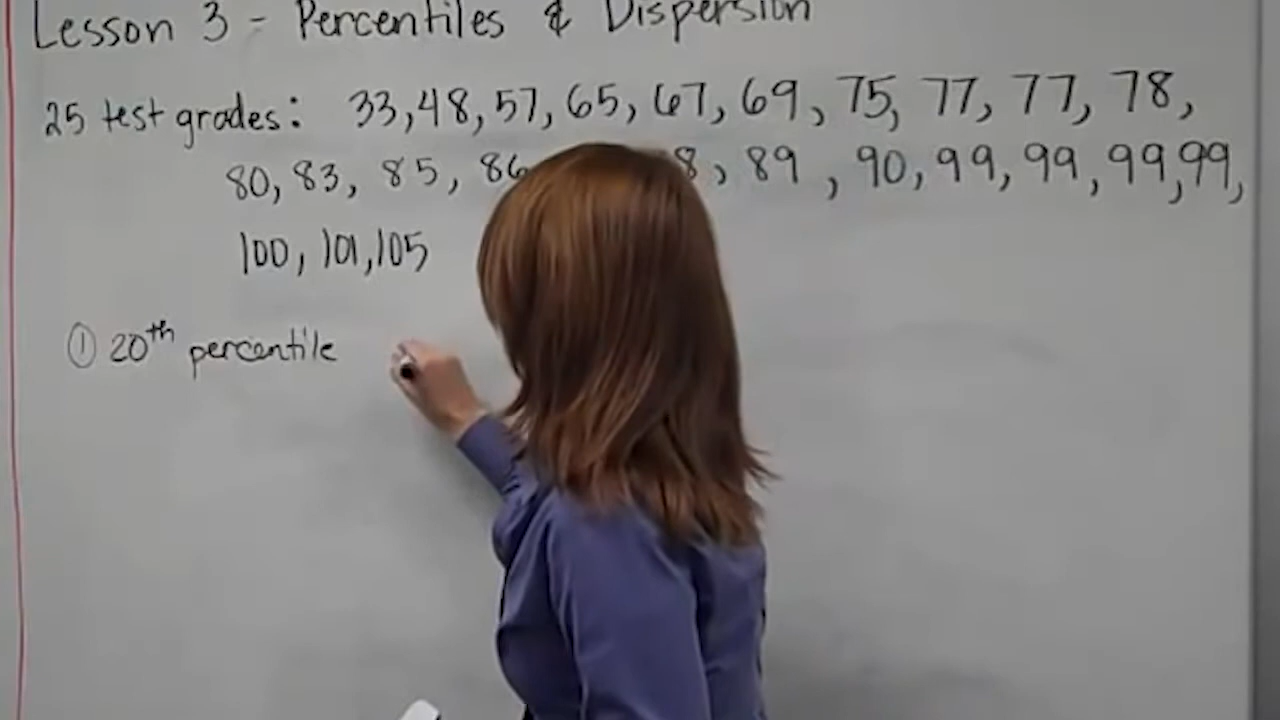 Lesson 3 - Percentiles & Dispersion
25 test grades: 33, 48, 57, 65, 67, 69, 75, 77, 77, 78,
80, 83, 85, 86 8, 89, 90, 99, 99, 99, 99,
100, 101, 105
① 20th percentile